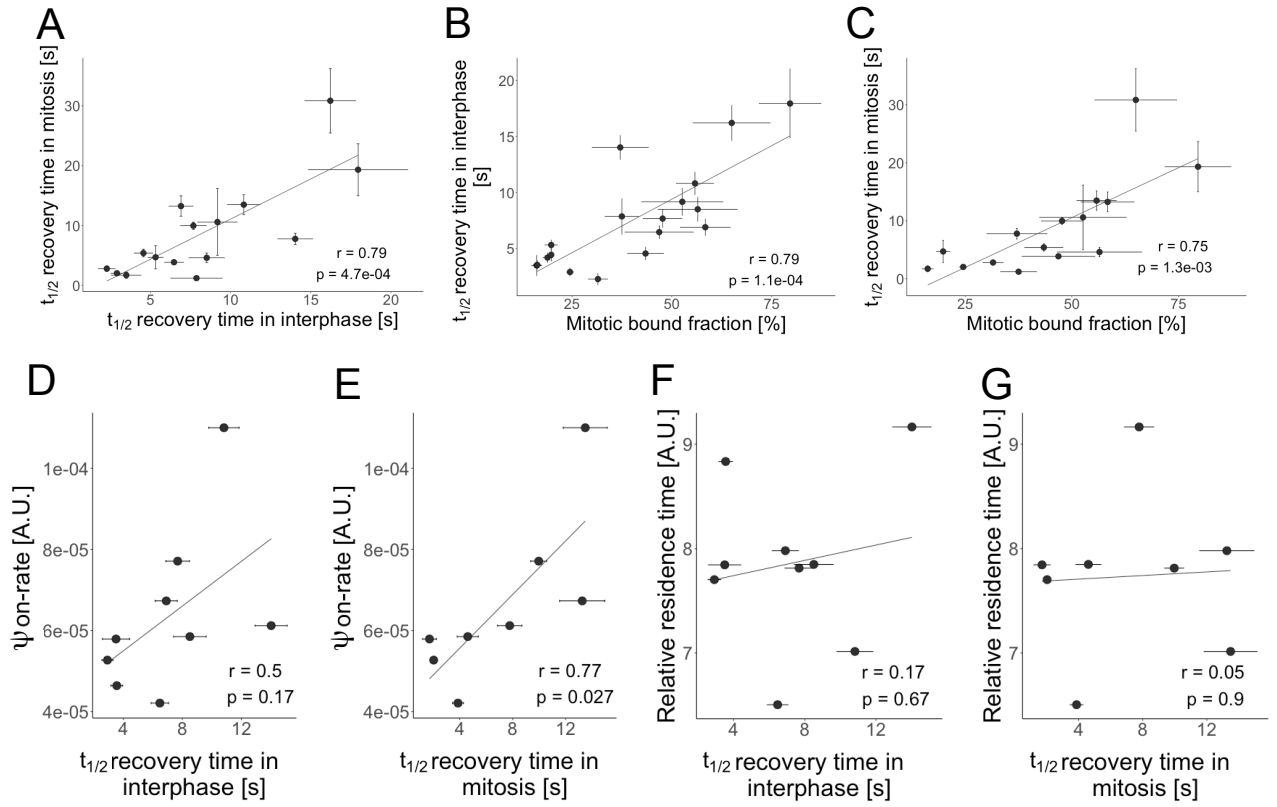 A
t1/2 recovery time in mitosis [s]
30
20
10
0
5
10
15
20
t1/2 recovery time in interphase [s]
r = 0.79
p = 4.7e-04
B
t1/2 recovery time in interphase
[s]
20
15
10
5
25
50
75
Mitotic bound fraction [%]
r = 0.79
p = 1.1e-04
C
t1/2 recovery time in mitosis [s]
30
20
10
0
25
50
75
Mitotic bound fraction [%]
r = 0.75
p = 1.3e-03
D
ψ on-rate [A.U.]
1e-04
8e-05
6e-05
4e-05
4
8
12
t1/2 recovery time in
interphase [s]
r = 0.5
p = 0.17
E
ψ on-rate [A.U.]
1e-04
8e-05
6e-05
4e-05
4
8
12
t1/2 recovery time in
mitosis [s]
r = 0.77
p = 0.027
F
Relative residence time [A.U.]
9
8
7
4
8
12
t1/2 recovery time in
interphase [s]
r = 0.17
p = 0.67
G
Relative residence time [A.U.]
9
8
7
4
8
12
t1/2 recovery time in
mitosis [s]
r = 0.05
p = 0.9